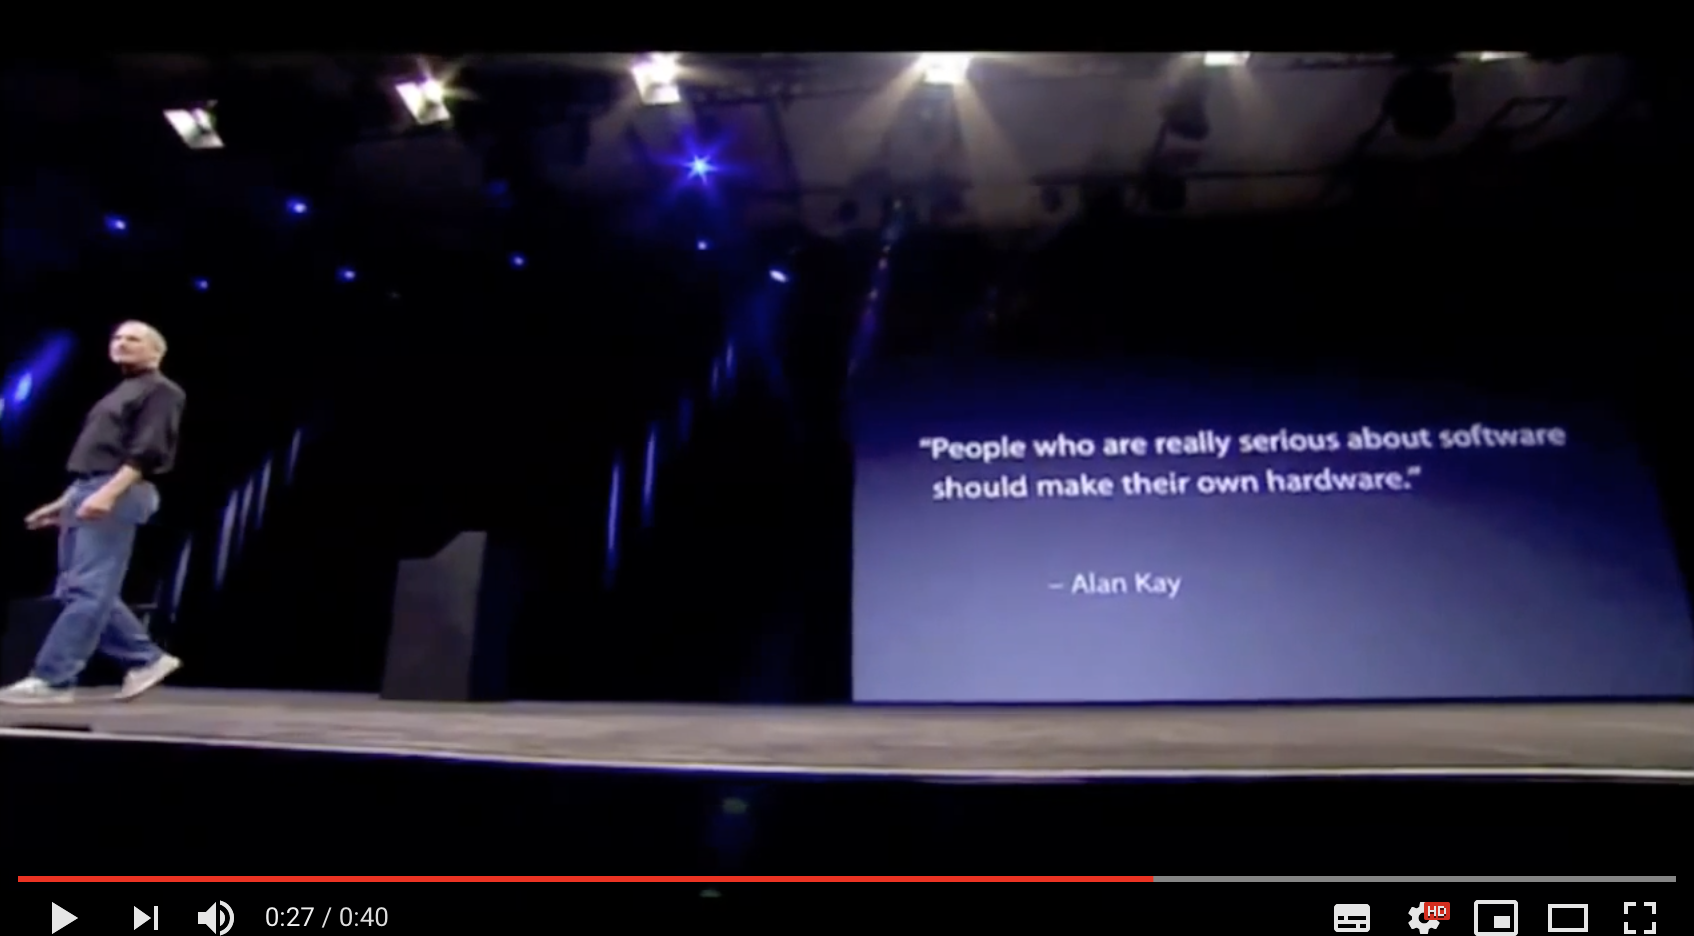 “People who are really serious about software
should make their own hardware.”
– Alan Kay
HD
0:27 / 0:40